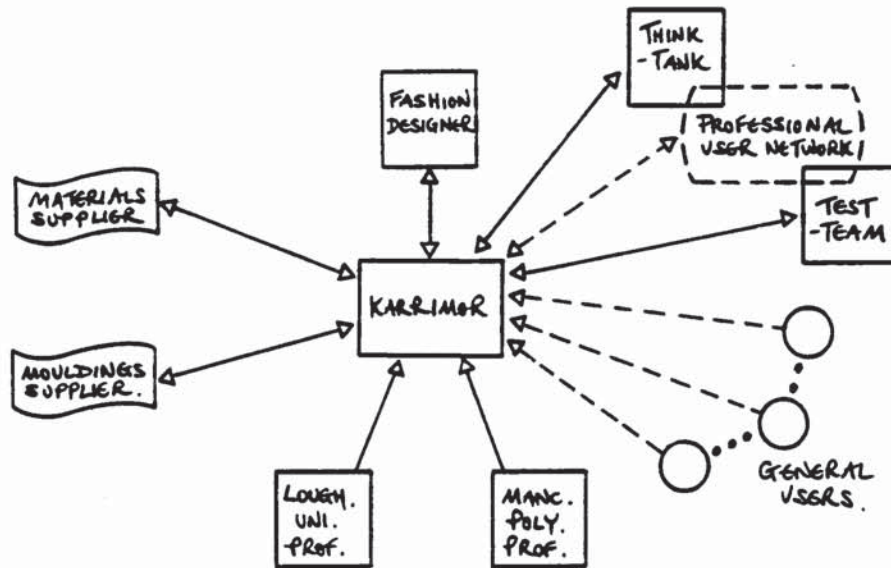 THINK
-TANK
FASHION
DESIGNER
PROFESSIONAL
USER NETWORK
MATERIALS
SUPPLIER
TEST
-TEAM
KARRIMOR
MOULDINGS
SUPPLIER.
LOUGH.
UNI.
PROF.
MANC.
POLY.
PROF.
GENERAL
USERS.